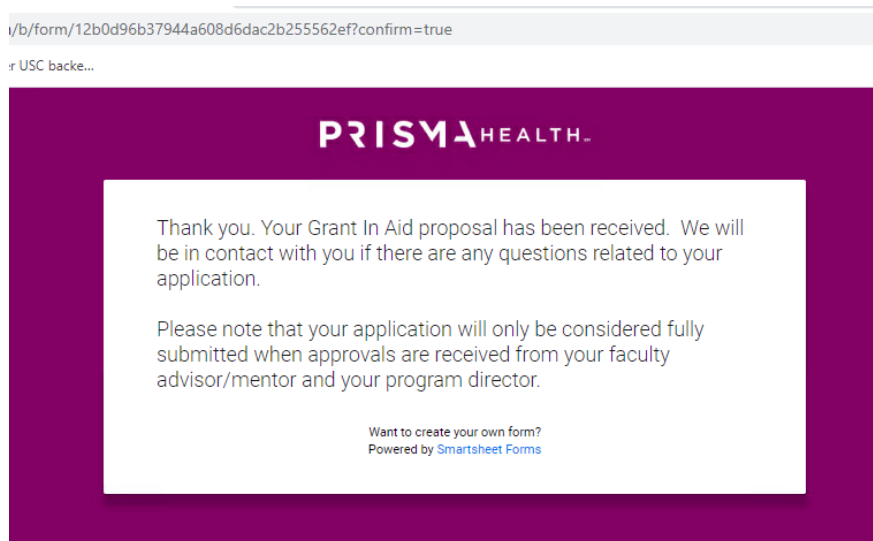 ı/b/form/12b0d96b37944a608d6dac2b255562ef?confirm=true
er USC backe...
PRISMA HEALTH™
Thank you. Your Grant In Aid proposal has been received.  We will
be in contact with you if there are any questions related to your
application.
Please note that your application will only be considered fully
submitted when approvals are received from your faculty
advisor/mentor and your program director.
Want to create your own form?
Powered by Smartsheet Forms